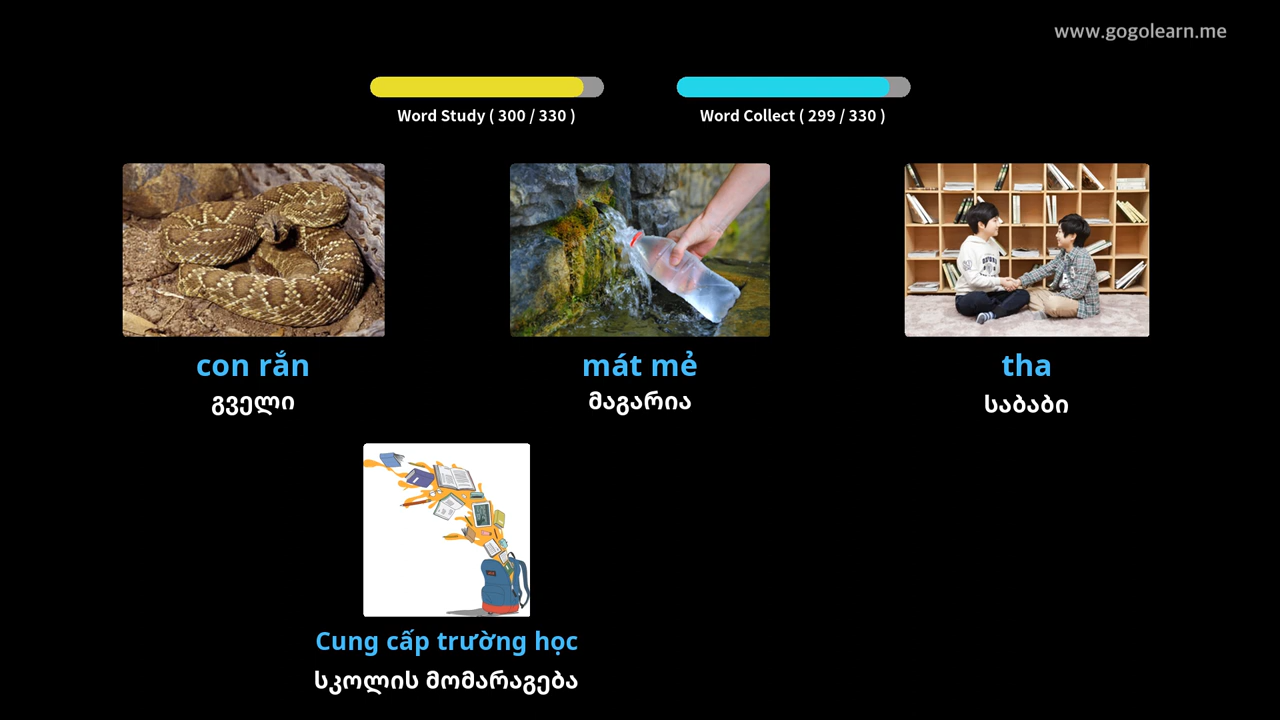 www.gogolearn.me
Word Study ( 300 / 330 )
Word Collect ( 299 / 330 )
con rắn
გველი
mát mẻ
მაგარია
tha
საბაბი
Cung cấp trường học
სკოლის მომარაგება